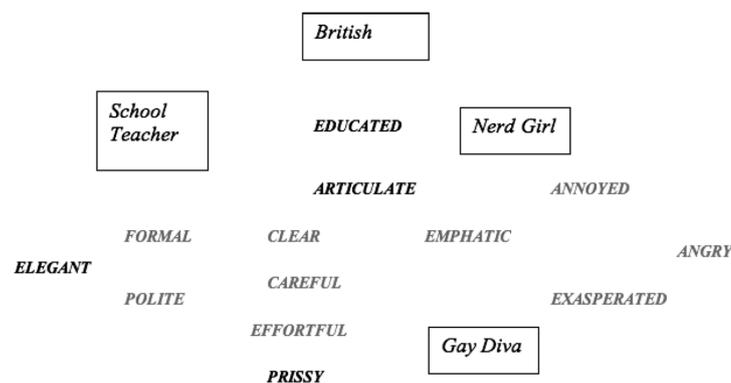 British
School
Teacher
EDUCATED
Nerd Girl
ARTICULATE
ANNOYED
FORMAL
CLEAR
EMPHATIC
ANGRY
ELEGANT
CAREFUL
POLITE
EXASPERATED
EFFORTFUL
Gay Diva
PRISSY